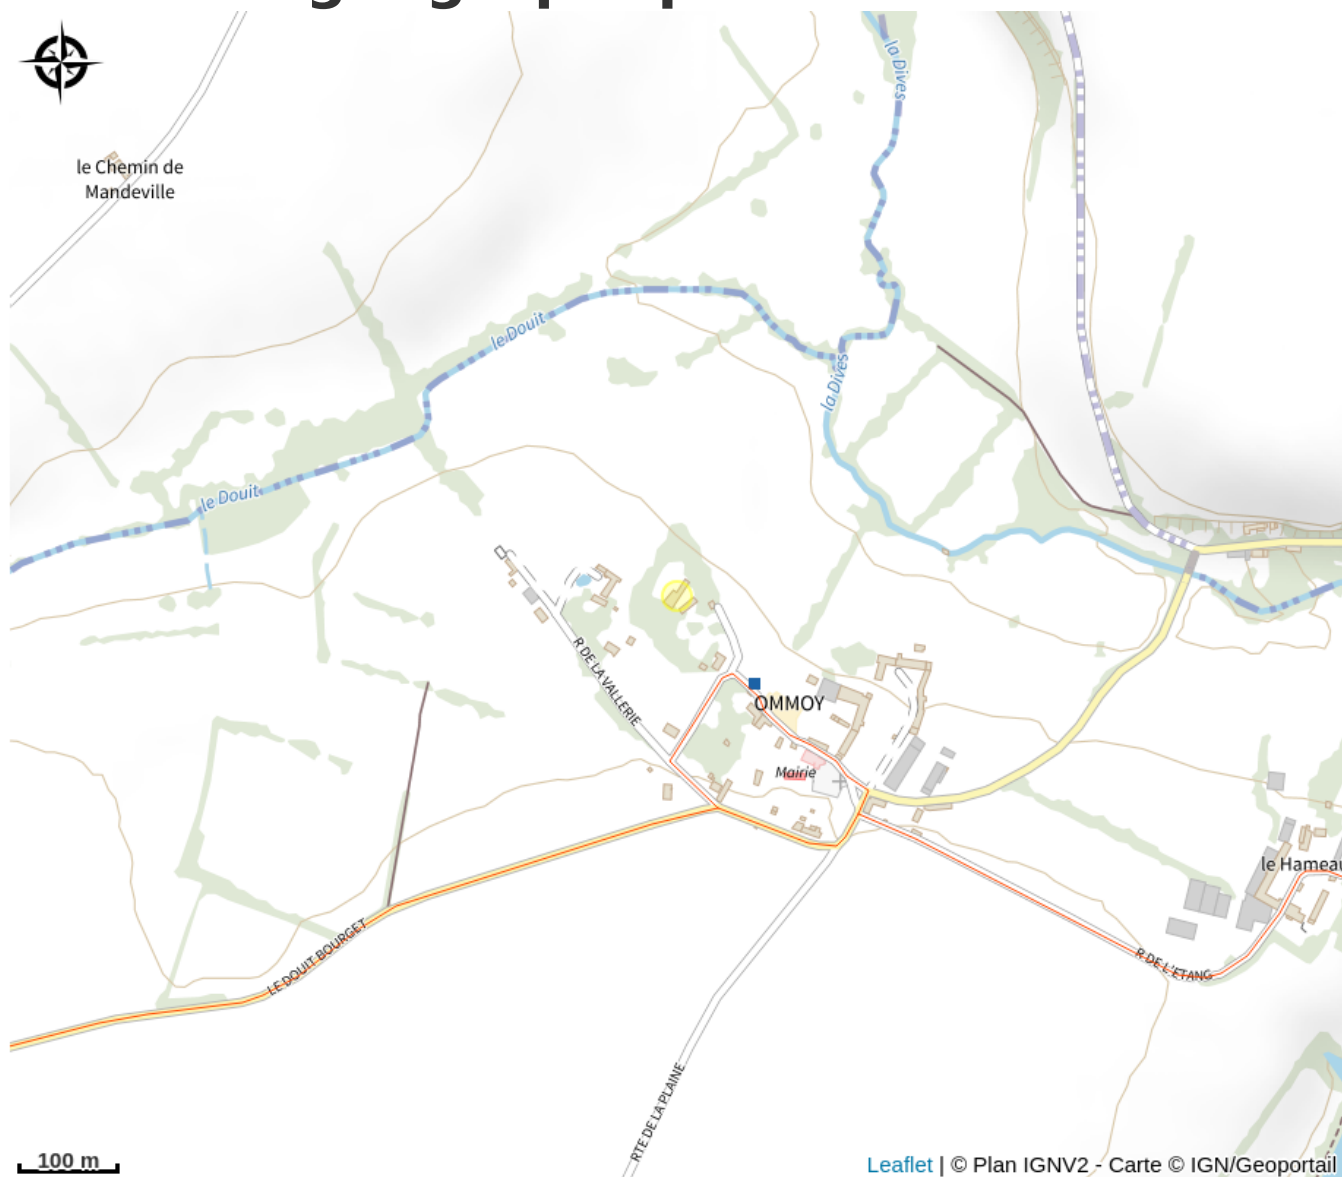 la Dives
le Chemin de
Mandeville
le Douit
la Dives
le Douit
R DE LA VALLERIE
OMMOY
Mairie
le Hameau
LE DOUIT BOURGET
R DE L'ETANG
RTE DE LA PLAINE
100 m
Leaflet | © Plan IGNV2 - Carte © IGN/Geoportail